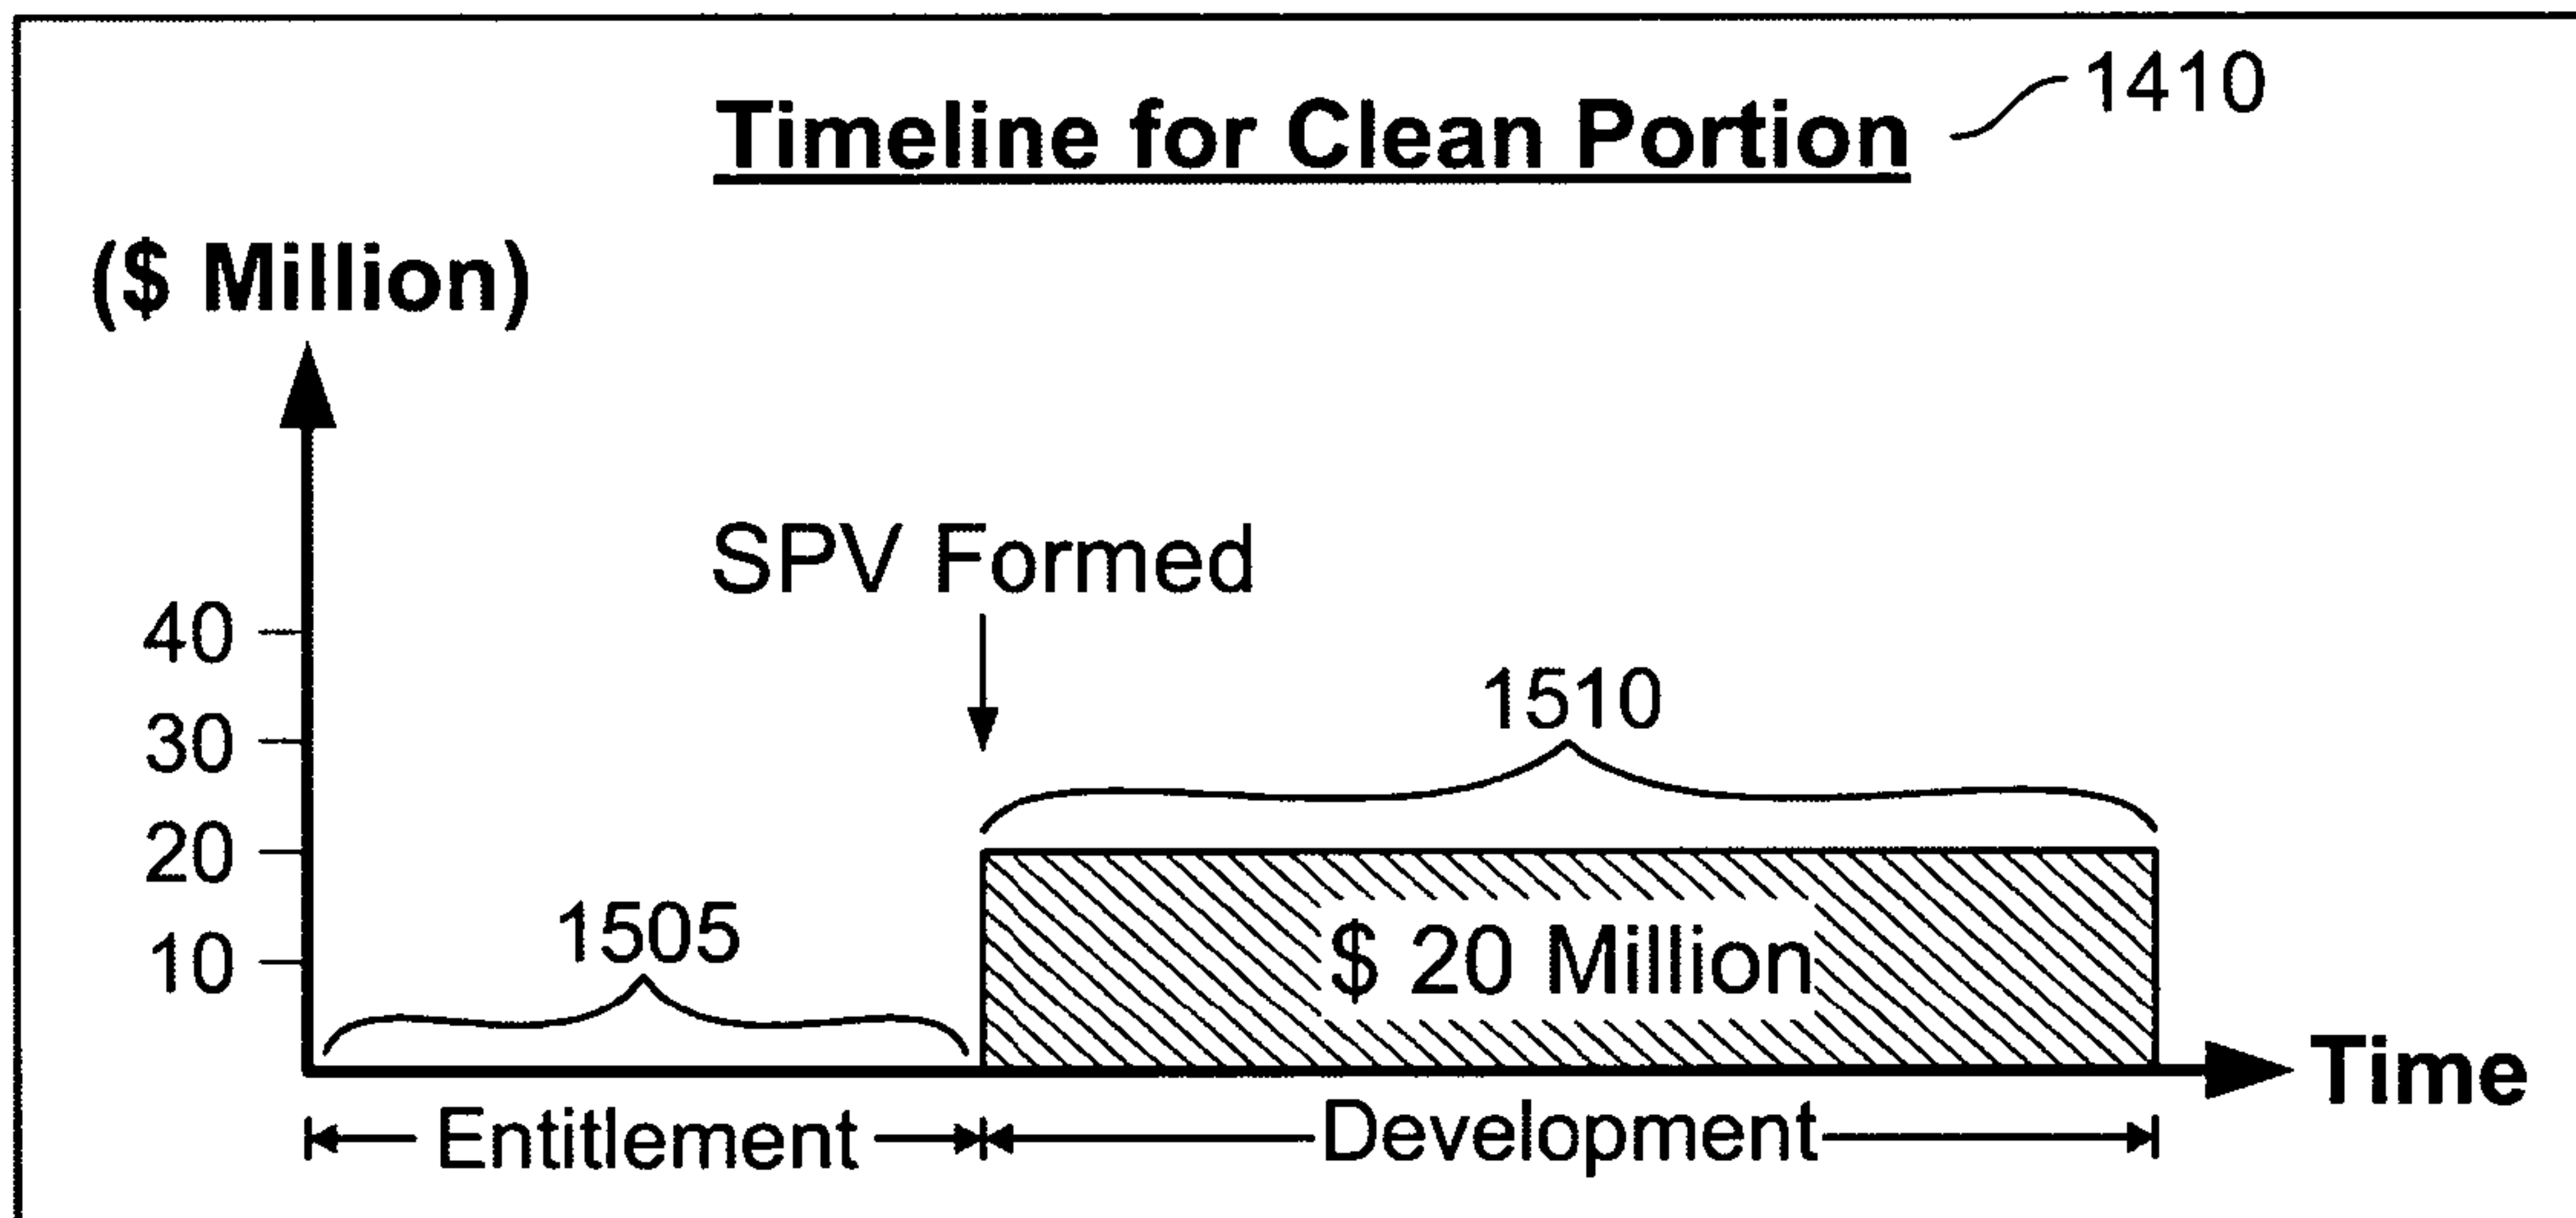 1410
Timeline for Clean Portion
($ Million)
SPV Formed
40
30
20
10
1510
1505
$ 20 Million
Time
Entitlement
Development